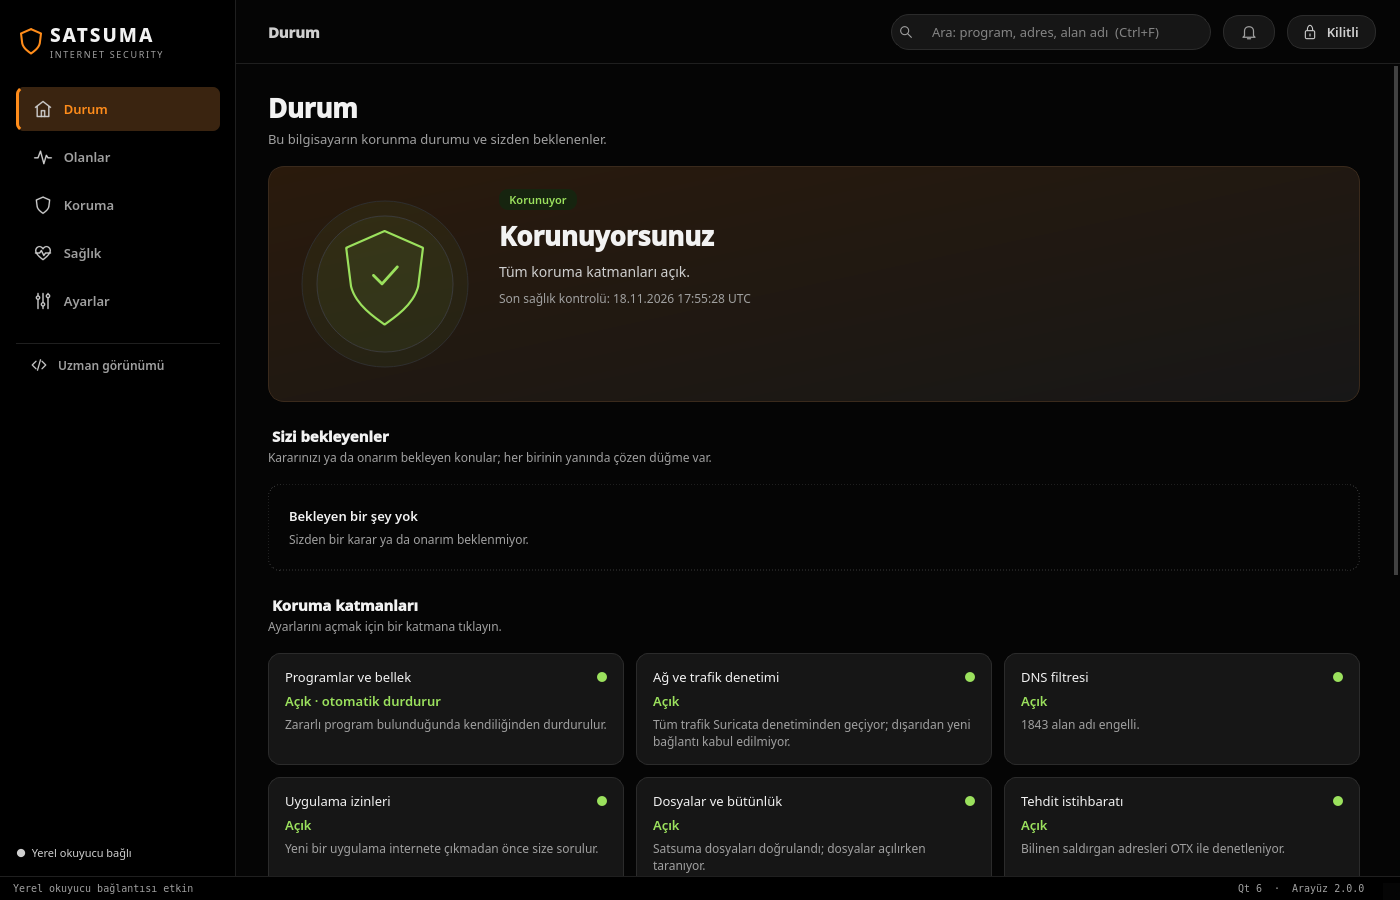 SATSUMA
INTERNET SECURITY
Durum
Olanlar
Koruma
Sağlık
Ayarlar
Uzman görünümü
Yerel okuyucu bağlı
Durum
Ara: program, adres, alan adı (Ctrl+F)
Kilitli
Durum
Bu bilgisayarın korunma durumu ve sizden beklenenler.
Korunuyor
Korunuyorsunuz
Tüm koruma katmanları açık.
Son sağlık kontrolü: 18.11.2026 17:55:28 UTC
Sizi bekleyenler
Kararınızı ya da onarım bekleyen konular; her birinin yanında çözen düğme var.
Bekleyen bir şey yok
Sizden bir karar ya da onarım beklenmiyor.
Koruma katmanları
Ayarlarını açmak için bir katmana tıklayın.
Programlar ve bellek
Açık · otomatik durdurur
Zararlı program bulunduğunda kendiliğinden durdurulur.
Ağ ve trafik denetimi
Açık
Tüm trafik Suricata denetiminden geçiyor; dışarıdan yeni
bağlantı kabul edilmiyor.
DNS filtresi
Açık
1843 alan adı engelli.
Uygulama izinleri
Açık
Yeni bir uygulama internete çıkmadan önce size sorulur.
Dosyalar ve bütünlük
Açık
Satsuma dosyaları doğrulandı; dosyalar açılırken
taranıyor.
Tehdit istihbaratı
Açık
Bilinen saldırgan adresleri OTX ile denetleniyor.
Yerel okuyucu bağlantısı etkin
Qt 6 · Arayüz 2.0.0